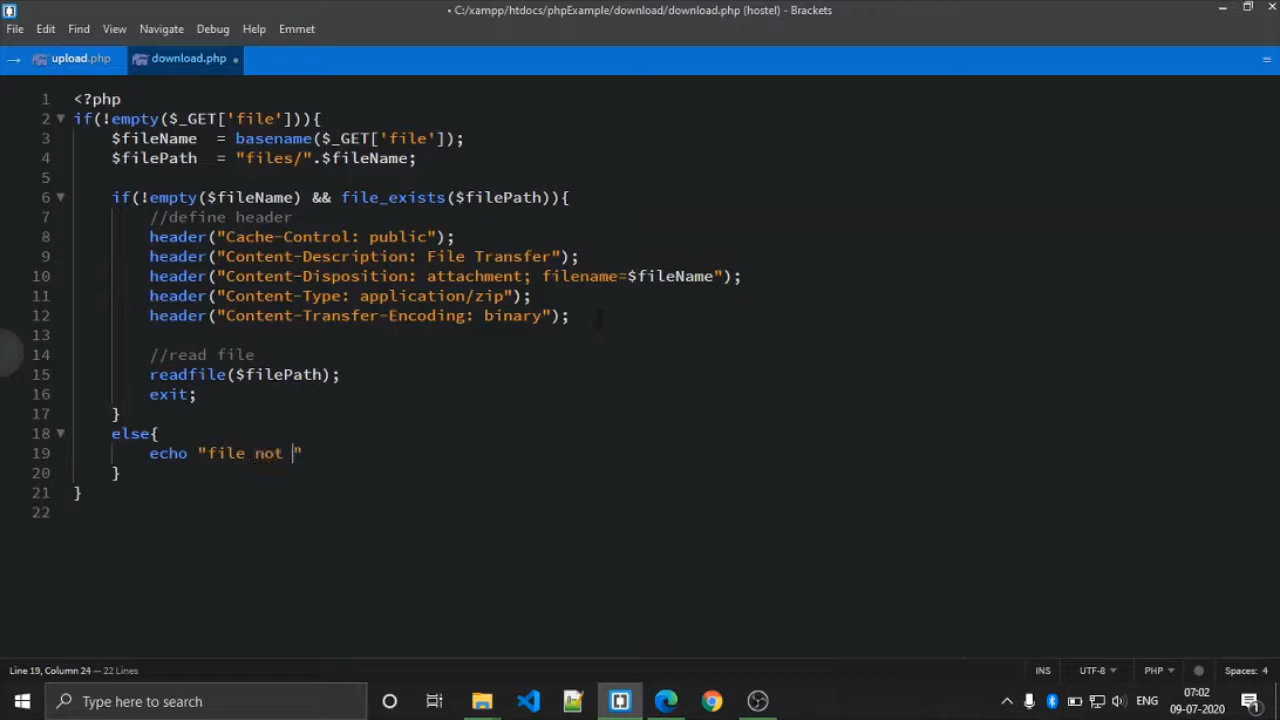 • C:/xampp/htdocs/phpExample/download/download.php (hostel) - Brackets
File Edit Find View Navigate Debug Help Emmet
upload.php download.php •
1 <?php
2 if(!empty($_GET['file'])){
3 $fileName  = basename($_GET['file']);
4 $filePath  = "files/".$fileName;
5
6 if(!empty($fileName) && file_exists($filePath)){
7 //define header
8 header("Cache-Control: public");
9 header("Content-Description: File Transfer");
10 header("Content-Disposition: attachment; filename=$fileName");
11 header("Content-Type: application/zip");
12 header("Content-Transfer-Encoding: binary");
13
14 //read file
15 readfile($filePath);
16 exit;
17 }
18 else{
19 echo "file not "
20 }
21 }
22
Line 19, Column 24 — 22 Lines INS UTF-8 PHP Spaces: 4
Type here to search ENG 07:02
09-07-2020 1